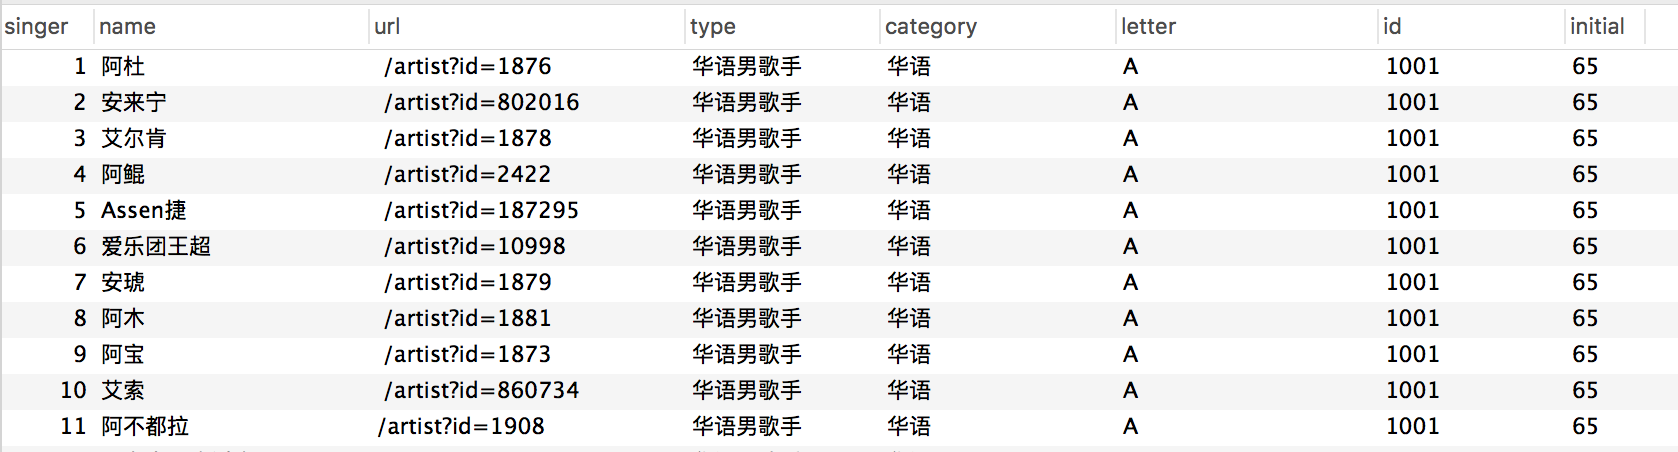 singer name url type category letter id initial
1 阿杜 /artist?id=1876 华语男歌手 华语 A 1001 65
2 安来宁 /artist?id=802016 华语男歌手 华语 A 1001 65
3 艾尔肯 /artist?id=1878 华语男歌手 华语 A 1001 65
4 阿鲲 /artist?id=2422 华语男歌手 华语 A 1001 65
5 Assen捷 /artist?id=187295 华语男歌手 华语 A 1001 65
6 爱乐团王超 /artist?id=10998 华语男歌手 华语 A 1001 65
7 安琥 /artist?id=1879 华语男歌手 华语 A 1001 65
8 阿木 /artist?id=1881 华语男歌手 华语 A 1001 65
9 阿宝 /artist?id=1873 华语男歌手 华语 A 1001 65
10 艾索 /artist?id=860734 华语男歌手 华语 A 1001 65
11 阿不都拉 /artist?id=1908 华语男歌手 华语 A 1001 65